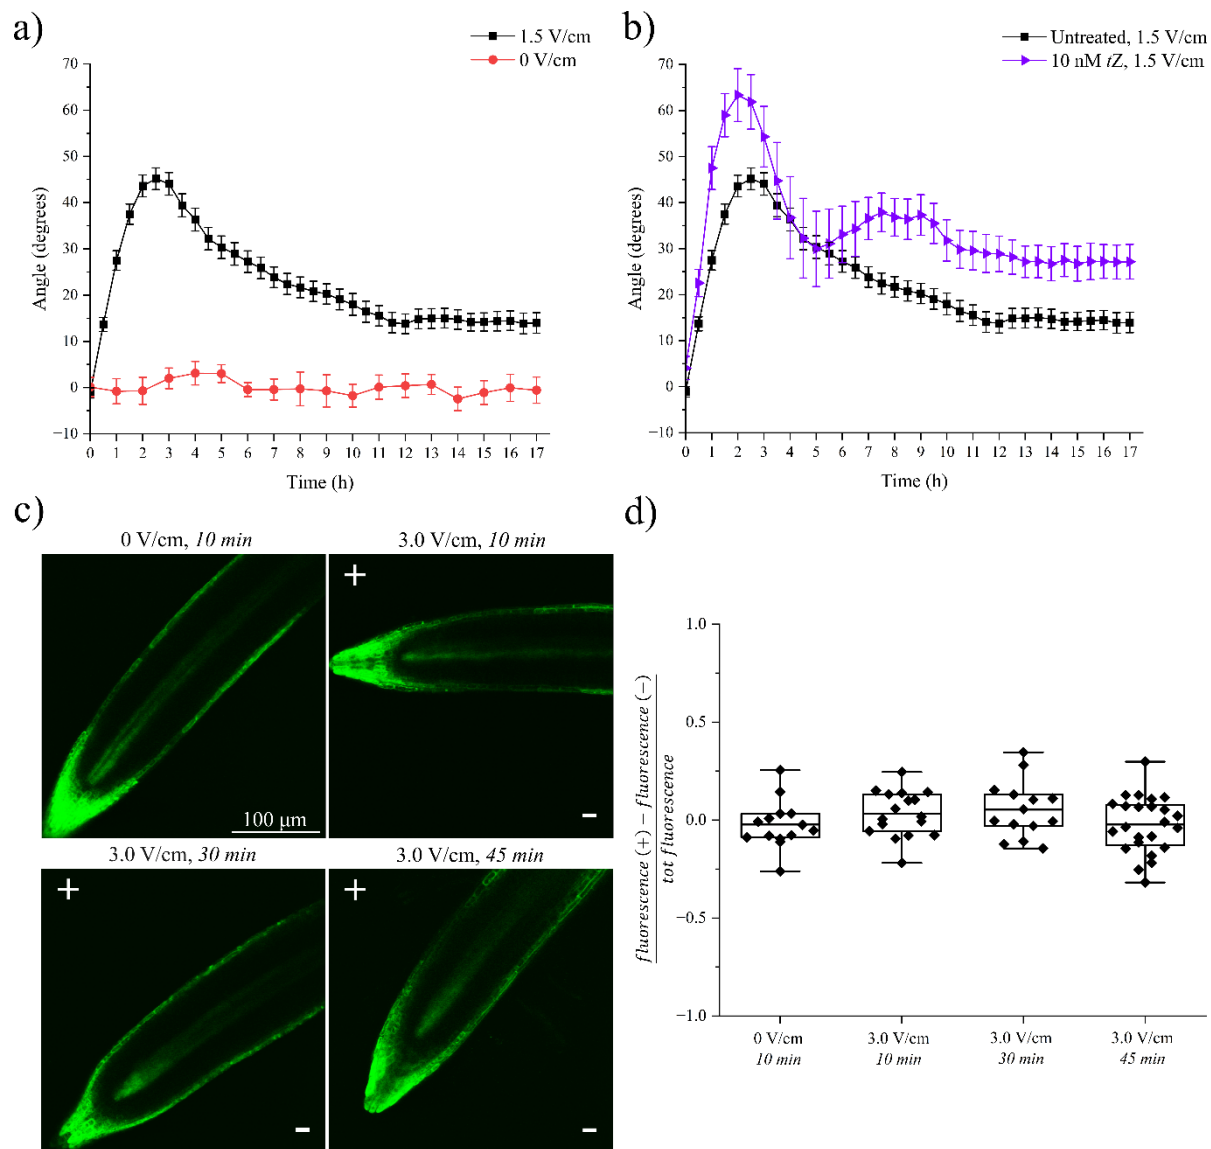 a)
1.5 V/cm
0 V/cm
70
60
50
40
30
20
10
0
−10
Angle (degrees)
0 1 2 3 4 5 6 7 8 9 10 11 12 13 14 15 16 17
Time (h)
b)
Untreated, 1.5 V/cm
10 nM tZ, 1.5 V/cm
70
60
50
40
30
20
10
0
−10
Angle (degrees)
0 1 2 3 4 5 6 7 8 9 10 11 12 13 14 15 16 17
Time (h)
c)
0 V/cm, 10 min
100 μm
3.0 V/cm, 10 min
+
−
3.0 V/cm, 30 min
+
−
3.0 V/cm, 45 min
+
−
d)
fluorescence (+) − fluorescence (−)
tot fluorescence
1.0
0.5
0.0
−0.5
−1.0
0 V/cm
10 min
3.0 V/cm
10 min
3.0 V/cm
30 min
3.0 V/cm
45 min